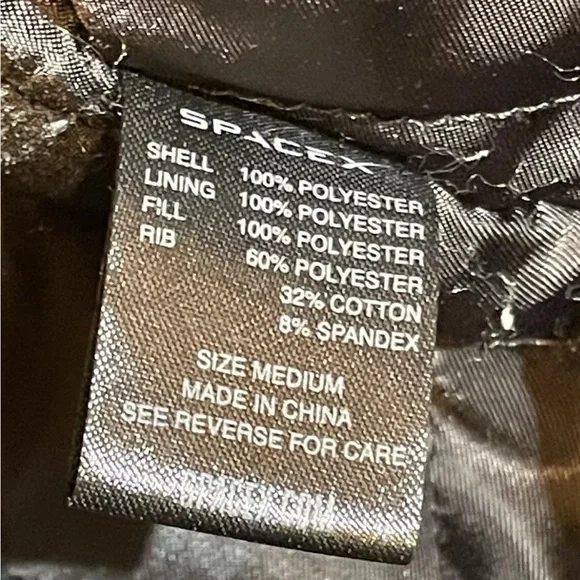 SPACEX
SHELL 100% POLYESTER
LINING 100% POLYESTER
FILL 100% POLYESTER
RIB 60% POLYESTER
32% COTTON
8% SPANDEX
SIZE MEDIUM
MADE IN CHINA
SEE REVERSE FOR CARE